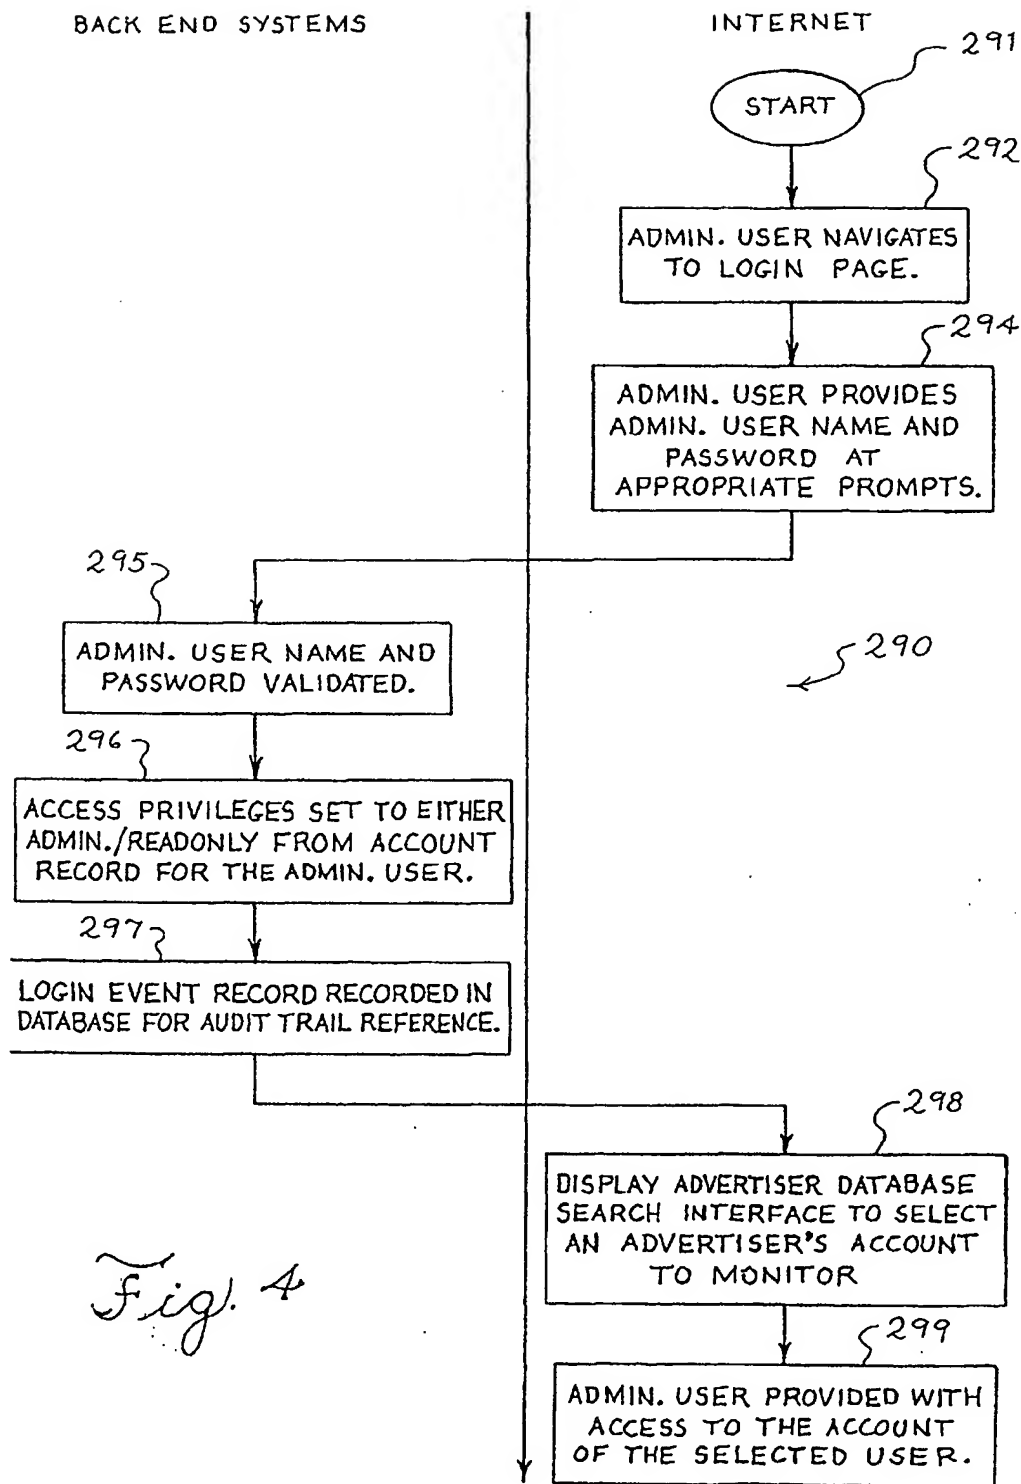 BACK END SYSTEMS
INTERNET
291
START
292
ADMIN. USER NAVIGATES
TO LOGIN PAGE.
294
ADMIN. USER PROVIDES
ADMIN. USER NAME AND
PASSWORD AT
APPROPRIATE PROMPTS.
295
ADMIN. USER NAME AND
PASSWORD VALIDATED.
290
296
ACCESS PRIVILEGES SET TO EITHER
ADMIN./READONLY FROM ACCOUNT
RECORD FOR THE ADMIN. USER.
297
LOGIN EVENT RECORD RECORDED IN
DATABASE FOR AUDIT TRAIL REFERENCE.
298
DISPLAY ADVERTISER DATABASE
SEARCH INTERFACE TO SELECT
AN ADVERTISER'S ACCOUNT
TO MONITOR
Fig. 4
299
ADMIN. USER PROVIDED WITH
ACCESS TO THE ACCOUNT
OF THE SELECTED USER.